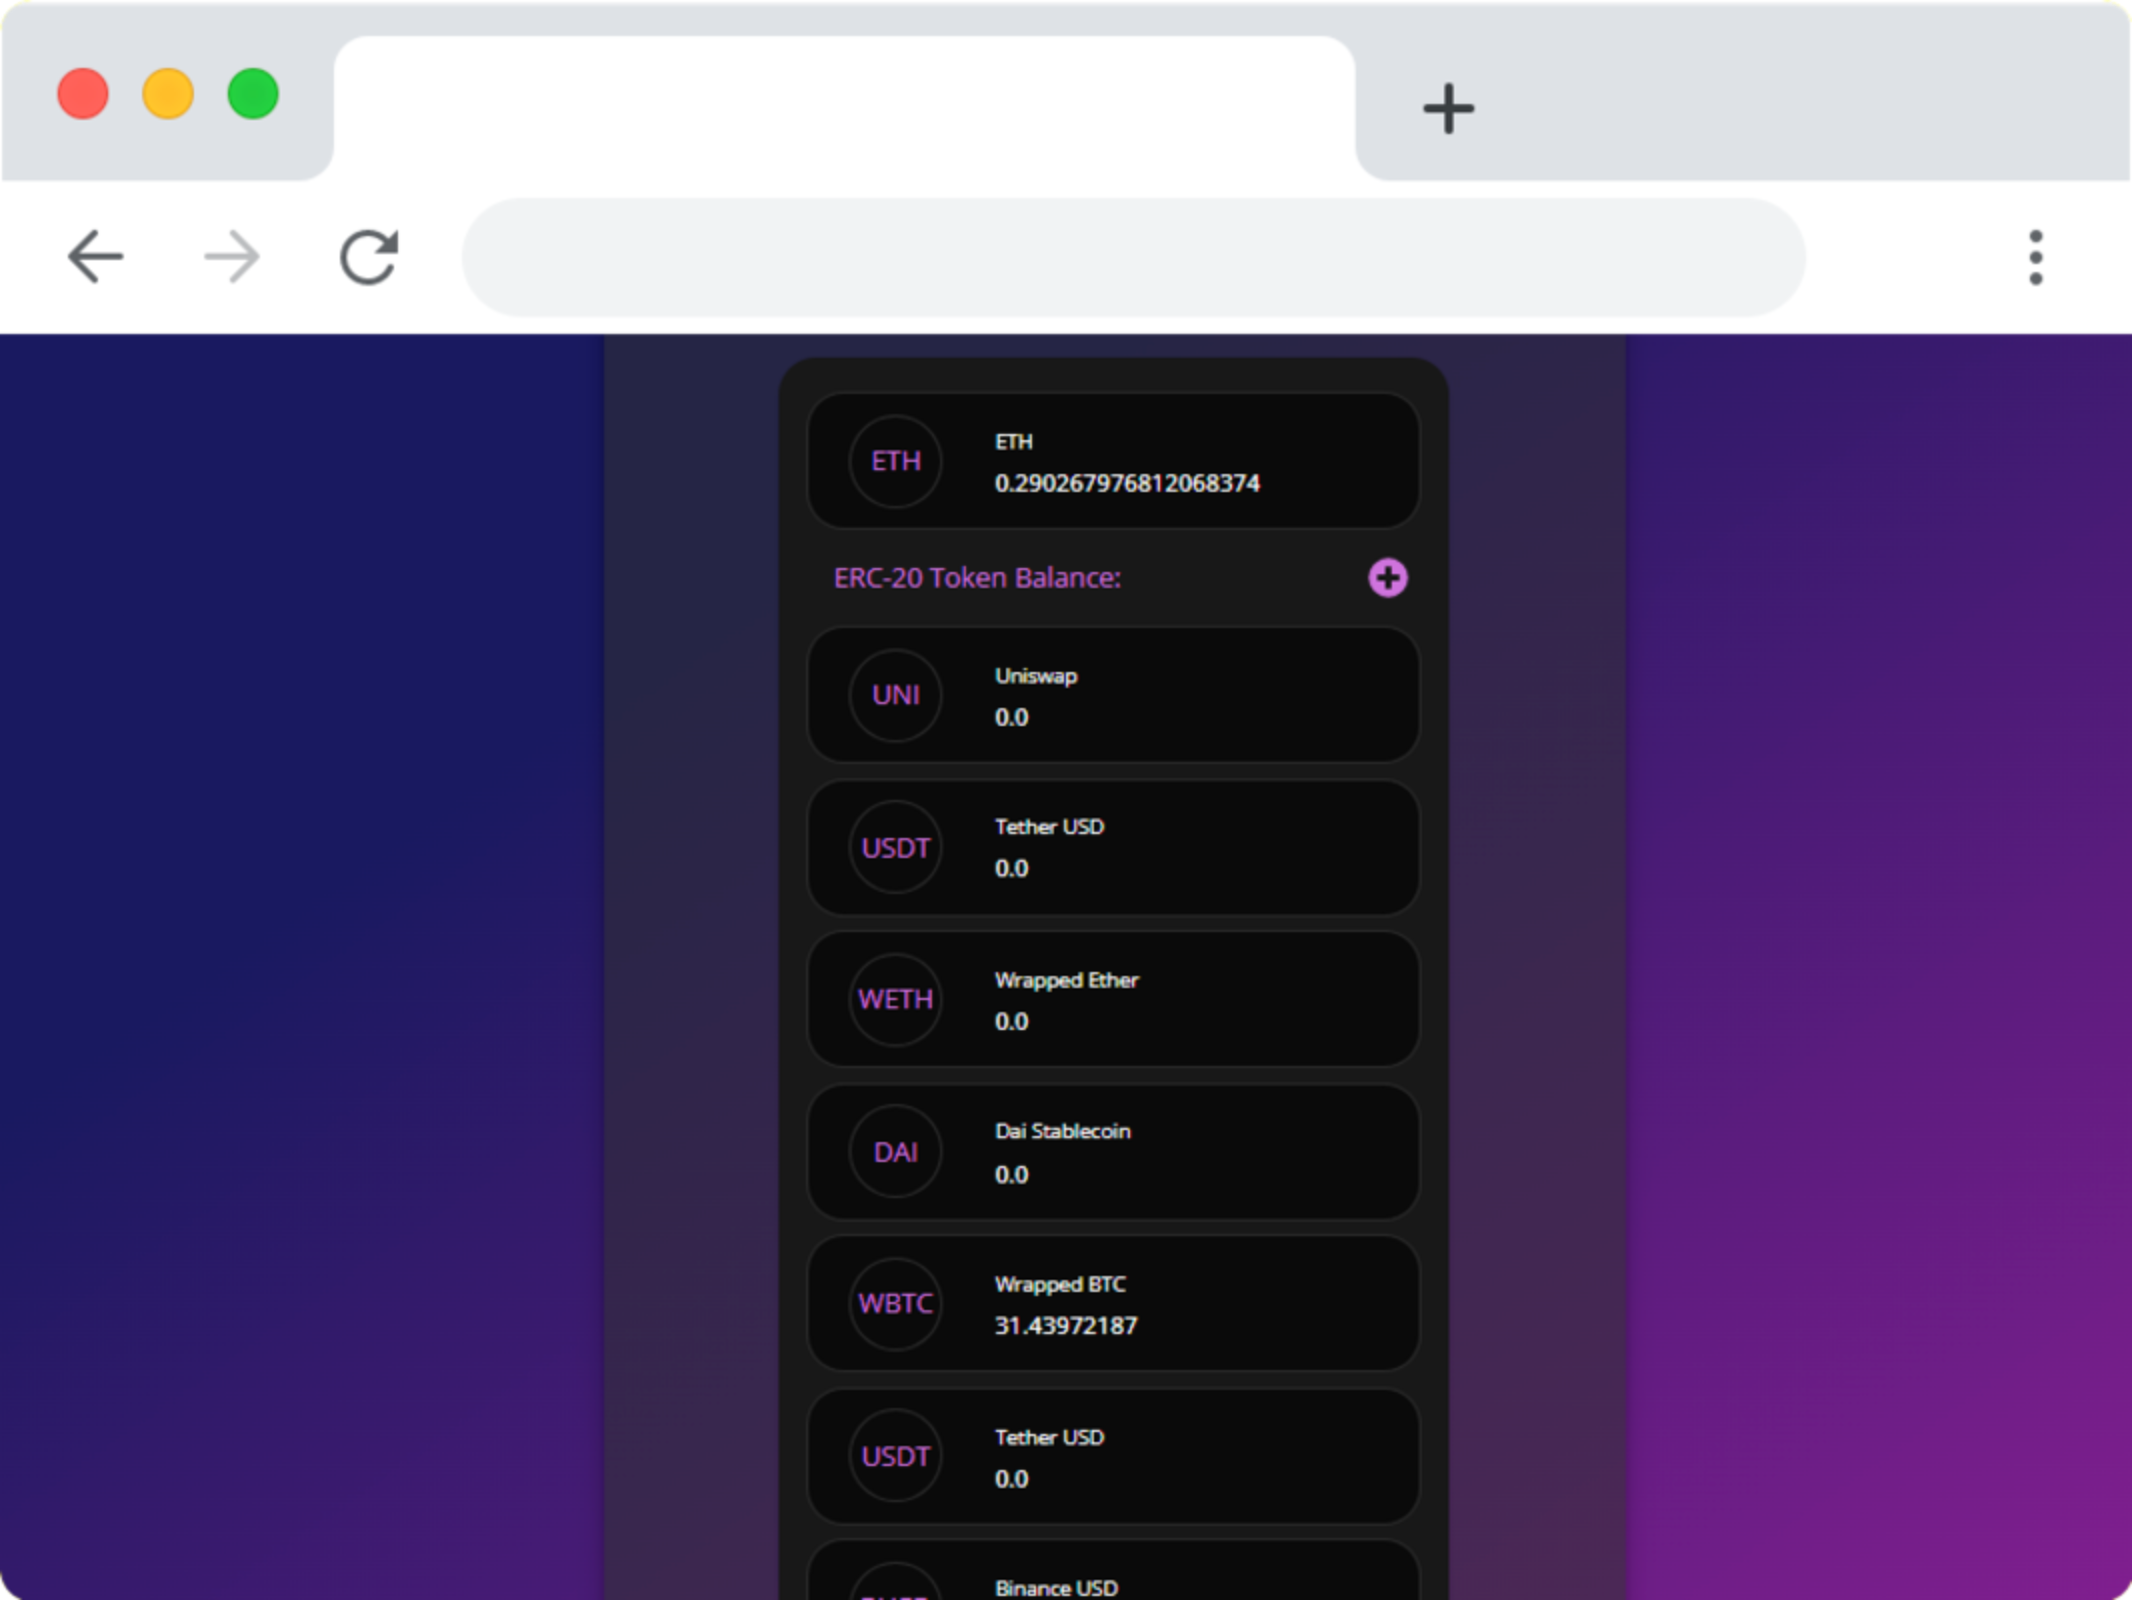 ETH
ETH
0.290267976812068374
ERC-20 Token Balance:
UNI
Uniswap
0.0
USDT
Tether USD
0.0
WETH
Wrapped Ether
0.0
DAI
Dai Stablecoin
0.0
WBTC
Wrapped BTC
31.43972187
USDT
Tether USD
0.0
Binance USD